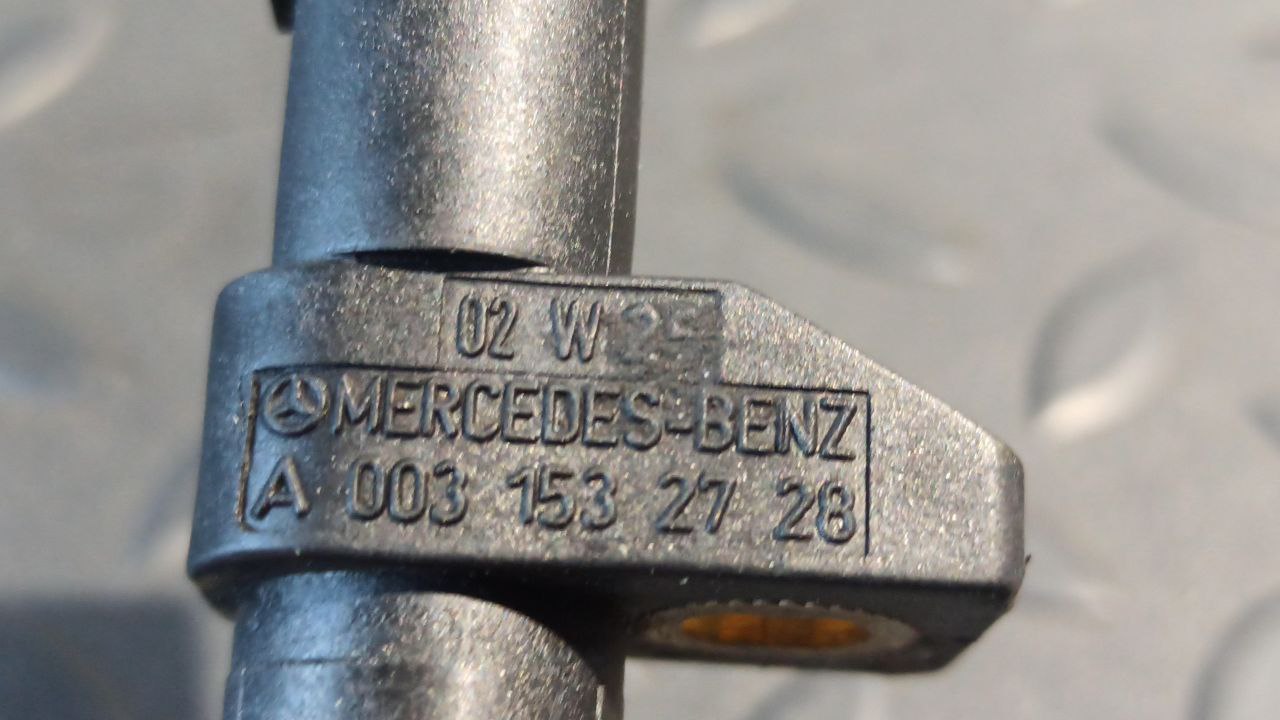 02 W
MERCEDES-BENZ
A 003 153 27 28